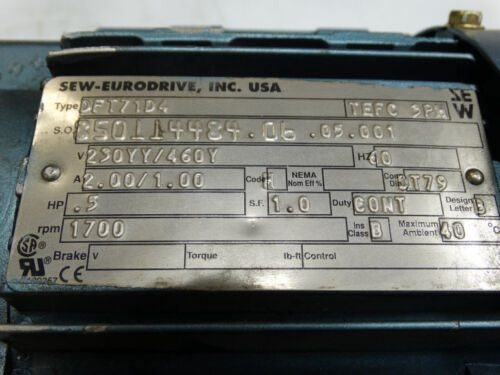 SEW-EURODRIVE, INC. USA
SEW
Type DFT71D4 TEFC 3PH
S.O. 850114484.06.05.001
V 230YY/460Y HZ
A 2.00/1.00 Code NEMA Nom Eff % Conn Dia DT79
HP .5 S.F. 1.0 Duty CONT Design Letter B
rpm 1700 Ins Class B Maximum Ambient 40 °C
Brake V Torque lb-ft Control